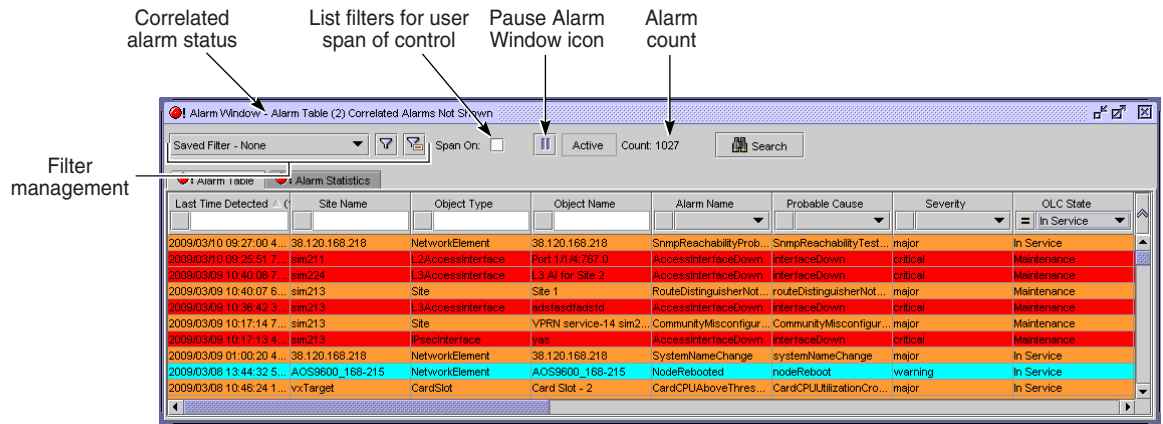 Correlated
alarm status
List filters for user
span of control
Pause Alarm
Window icon
Alarm
count
Filter
management
Alarm Window - Alarm Table (2) Correlated Alarms Not Shown
Saved Filter - None Span On: Active Count: 1027 Search
Alarm Table Alarm Statistics
Last Time Detected Site Name Object Type Object Name Alarm Name Probable Cause Severity OLC State
= In Service
2009/03/10 09:27:00 4... 38.120.168.218 NetworkElement 38.120.168.218 SnmpReachabilityProb... SnmpReachabilityTest... major In Service
2009/03/10 09:25:51 7... sim211 L2AccessInterface Port 1/1/4:767.0 AccessInterfaceDown interfaceDown critical Maintenance
2009/03/09 10:40:08 7... sim224 L3AccessInterface L3 AI for Site 2 AccessInterfaceDown interfaceDown critical Maintenance
2009/03/09 10:40:07 6... sim213 Site Site 1 RouteDistinguisherNot... routeDistinguisherNot... major Maintenance
2009/03/09 10:36:42 3... sim213 L3AccessInterface adsfasdfadsfd AccessInterfaceDown interfaceDown critical Maintenance
2009/03/09 10:17:14 7... sim213 Site VPRN service-14 sim2... CommunityMisconfigur... CommunityMisconfigur... major Maintenance
2009/03/09 10:17:13 4... sim213 IPsecInterface yas AccessInterfaceDown interfaceDown critical Maintenance
2009/03/09 01:00:20 4... 38.120.168.218 NetworkElement 38.120.168.218 SystemNameChange systemNameChange major In Service
2009/03/08 13:44:32 5... AOS9600_168-215 NetworkElement AOS9600_168-215 NodeRebooted nodeReboot warning In Service
2009/03/08 10:46:24 1... vxTarget CardSlot Card Slot - 2 CardCPUAboveThres... CardCPUUtilizationCro... major In Service